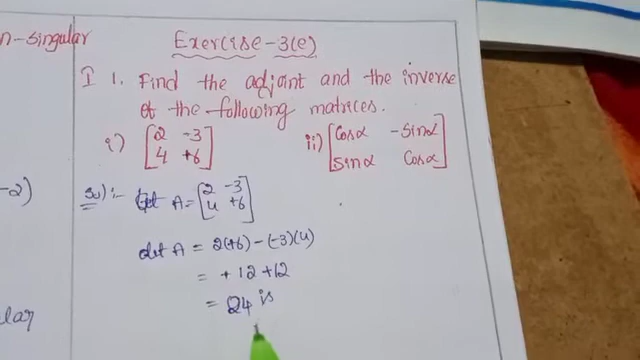 n-singular
Exercise-3(e)
I 1. Find the adjoint and the inverse
of the following matrices.
i) [2 -3
4 +6]
ii) [cosα -sinα
sinα cosα]
-2)
Sol:- Let A = [2 -3
4 +6]
det A = 2(+6) - (-3)(4)
= +12 +12
= 24 is
lar